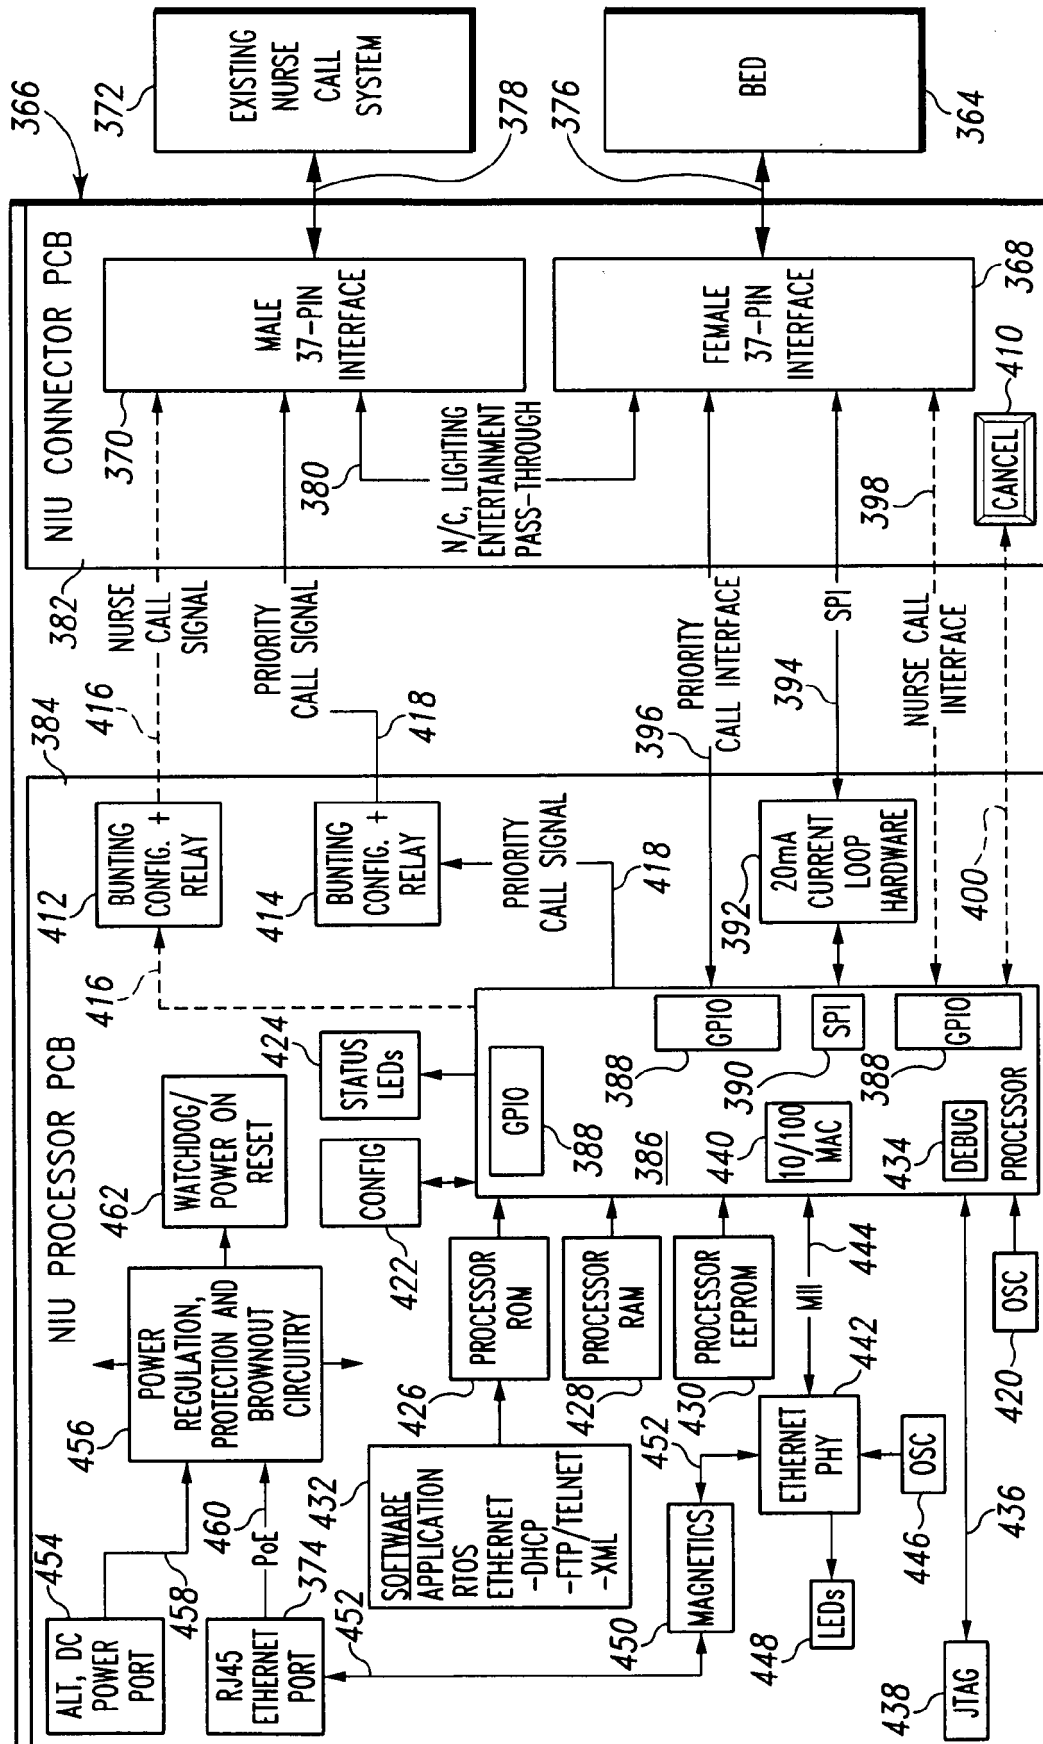 NIU PROCESSOR PCB
NIU CONNECTOR PCB
366
384
382
454
ALT, DC
POWER
PORT
458
456
POWER
REGULATION,
PROTECTION AND
BROWNOUT
CIRCUITRY
462
WATCHDOG/
POWER ON
RESET
416
412
BUNTING
CONFIG. +
RELAY
416
NURSE
CALL
SIGNAL
370
MALE
37-PIN
INTERFACE
372
EXISTING
NURSE
CALL
SYSTEM
378
RJ45
ETHERNET
PORT
374
PoE
460
432
SOFTWARE
APPLICATION
RTOS
ETHERNET
-DHCP
-FTP/TELNET
-XML
452
422
CONFIG
424
STATUS
LEDs
414
BUNTING
CONFIG. +
RELAY
418
PRIORITY
CALL SIGNAL
380
N/C, LIGHTING
ENTERTAINMENT
PASS-THROUGH
426
PROCESSOR
ROM
428
PROCESSOR
RAM
430
PROCESSOR
EEPROM
GPIO
388
386
PRIORITY
CALL SIGNAL
418
396
PRIORITY
CALL INTERFACE
376
FEMALE
37-PIN
INTERFACE
368
BED
364
450
MAGNETICS
452
GPIO
388
440
10/100
MAC
390
SPI
392
20mA
CURRENT
LOOP
HARDWARE
394
SPI
MII
444
ETHERNET
PHY
442
448
LEDs
446
OSC
434
DEBUG
388
GPIO
PROCESSOR
NURSE CALL
INTERFACE
398
400
CANCEL
410
438
JTAG
436
420
OSC